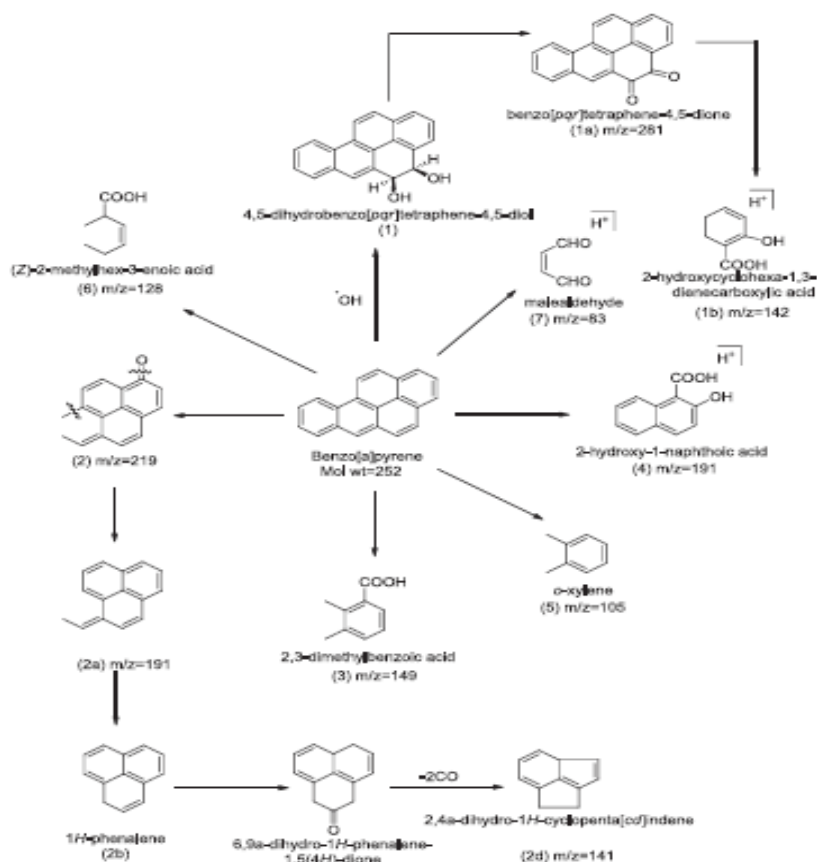 benzo[pqr]tetraphene-4,5-dione
(1a) m/z=281
O
O
H
H
OH
OH
4,5-dihydrobenzo[pqr]tetraphene-4,5-diol
(1)
COOH
(Z)-2-methylhex-3-enoic acid
(6) m/z=128
•OH
H+
CHO
CHO
malealdehyde
(7) m/z=83
H+
OH
COOH
2-hydroxycyclohexa-1,3-
dienecarboxylic acid
(1b) m/z=142
O
(2) m/z=219
Benzo[a]pyrene
Mol wt=252
H+
COOH
OH
2-hydroxy-1-naphthoic acid
(4) m/z=191
(2a) m/z=191
COOH
2,3-dimethylbenzoic acid
(3) m/z=149
o-xylene
(5) m/z=105
1H-phenalene
(2b)
O
6,9a-dihydro-1H-phenalene-
1,5(4H)-dione
-2CO
2,4a-dihydro-1H-cyclopenta[cd]indene
(2d) m/z=141